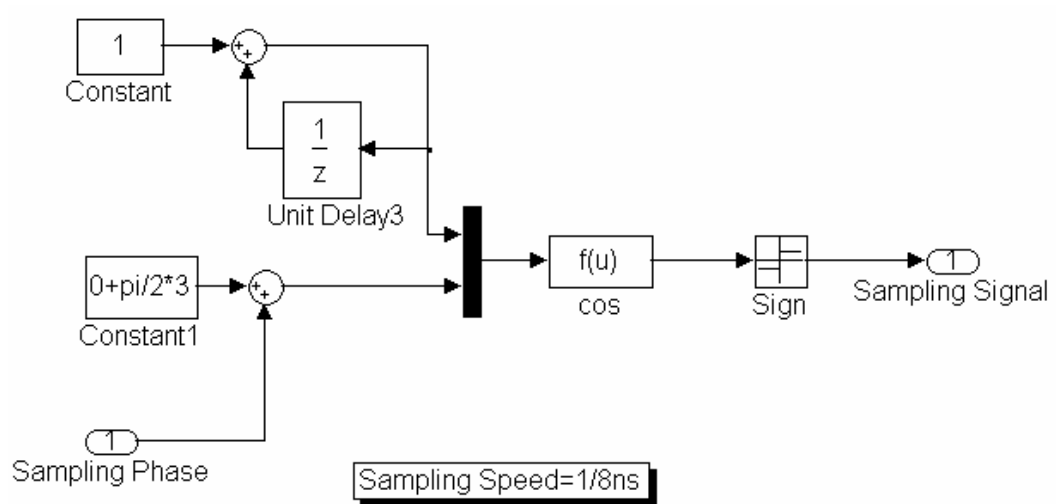 1
Constant
+
+
1
z
Unit Delay3
0+pi/2*3
Constant1
+
+
f(u)
cos
Sign
1
Sampling Signal
1
Sampling Phase
Sampling Speed=1/8ns